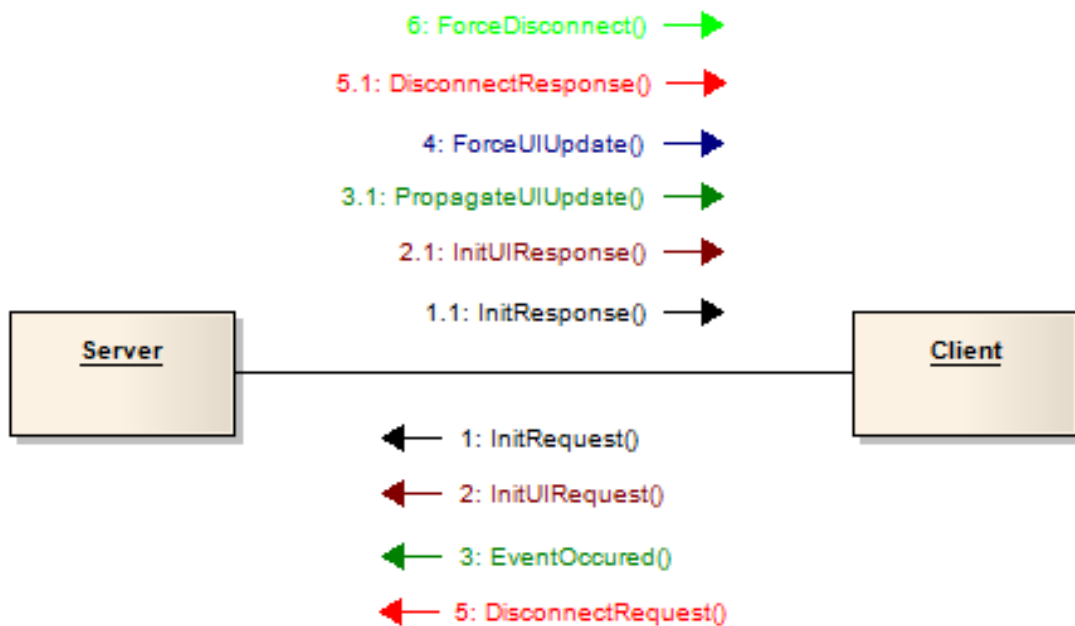 6: ForceDisconnect()
5.1: DisconnectResponse()
4: ForceUIUpdate()
3.1: PropagateUIUpdate()
2.1: InitUIResponse()
1.1: InitResponse()
Server
Client
1: InitRequest()
2: InitUIRequest()
3: EventOccured()
5: DisconnectRequest()